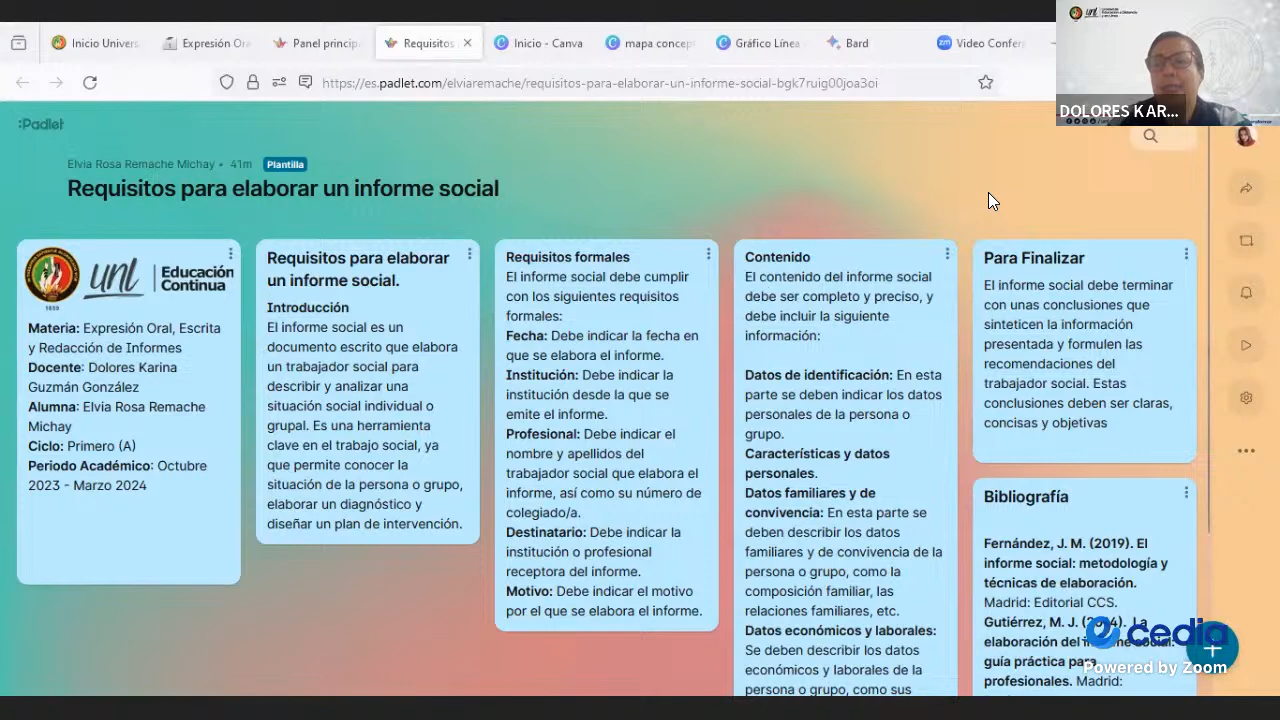 Inicio Univers
Expresión Ora
Panel princip
Requisitos
Inicio - Canva
mapa concep
Gráfico Línea
Bard
zm
Video Confere
https://es.padlet.com/elviaremache/requisitos-para-elaborar-un-informe-social-bgk7ruig00joa3oi
unl
DOLORES KAR...
:Padlet
Elvia Rosa Remache Michay • 41m Plantilla
Requisitos para elaborar un informe social
unl Educación
Continua
1859
Materia: Expresión Oral, Escrita
y Redacción de Informes
Docente: Dolores Karina
Guzmán González
Alumna: Elvia Rosa Remache
Michay
Ciclo: Primero (A)
Periodo Académico: Octubre
2023 - Marzo 2024
Requisitos para elaborar
un informe social.
Introducción
El informe social es un
documento escrito que elabora
un trabajador social para
describir y analizar una
situación social individual o
grupal. Es una herramienta
clave en el trabajo social, ya
que permite conocer la
situación de la persona o grupo,
elaborar un diagnóstico y
diseñar un plan de intervención.
Requisitos formales
El informe social debe cumplir
con los siguientes requisitos
formales:
Fecha: Debe indicar la fecha en
que se elabora el informe.
Institución: Debe indicar la
institución desde la que se
emite el informe.
Profesional: Debe indicar el
nombre y apellidos del
trabajador social que elabora el
informe, así como su número de
colegiado/a.
Destinatario: Debe indicar la
institución o profesional
receptora del informe.
Motivo: Debe indicar el motivo
por el que se elabora el informe.
Contenido
El contenido del informe social
debe ser completo y preciso, y
debe incluir la siguiente
información:
Datos de identificación: En esta
parte se deben indicar los datos
personales de la persona o
grupo.
Características y datos
personales.
Datos familiares y de
convivencia: En esta parte se
deben describir los datos
familiares y de convivencia de la
persona o grupo, como la
composición familiar, las
relaciones familiares, etc.
Datos económicos y laborales:
Se deben describir los datos
económicos y laborales de la
persona o grupo, como sus
Para Finalizar
El informe social debe terminar
con unas conclusiones que
sinteticen la información
presentada y formulen las
recomendaciones del
trabajador social. Estas
conclusiones deben ser claras,
concisas y objetivas
Bibliografía
Fernández, J. M. (2019). El
informe social: metodología y
técnicas de elaboración.
Madrid: Editorial CCS.
Gutiérrez, M. J. La
elaboración del informe social:
guía práctica para
profesionales. Madrid:
cedia
Powered by Zoom